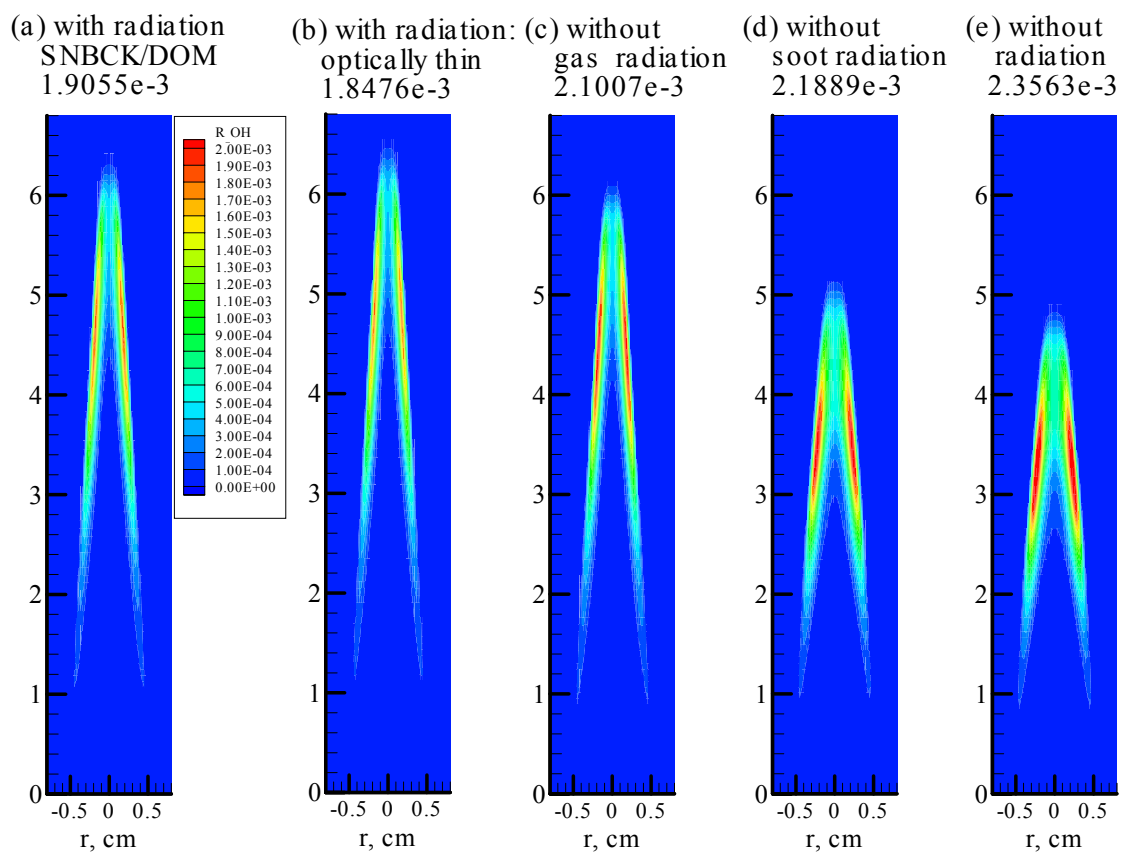 (a) with radiation
SNBCK/DOM
1.9055e-3
(b) with radiation:
optically thin
1.8476e-3
(c) without
gas radiation
2.1007e-3
(d) without
soot radiation
2.1889e-3
(e) without
radiation
2.3563e-3
R_OH
2.00E-03
1.90E-03
1.80E-03
1.70E-03
1.60E-03
1.50E-03
1.40E-03
1.30E-03
1.20E-03
1.10E-03
1.00E-03
9.00E-04
8.00E-04
7.00E-04
6.00E-04
5.00E-04
4.00E-04
3.00E-04
2.00E-04
1.00E-04
0.00E+00
6
5
4
3
2
1
0
-0.5 0 0.5
r, cm
6
5
4
3
2
1
0
-0.5 0 0.5
r, cm
6
5
4
3
2
1
0
-0.5 0 0.5
r, cm
6
5
4
3
2
1
0
-0.5 0 0.5
r, cm
6
5
4
3
2
1
0
-0.5 0 0.5
r, cm